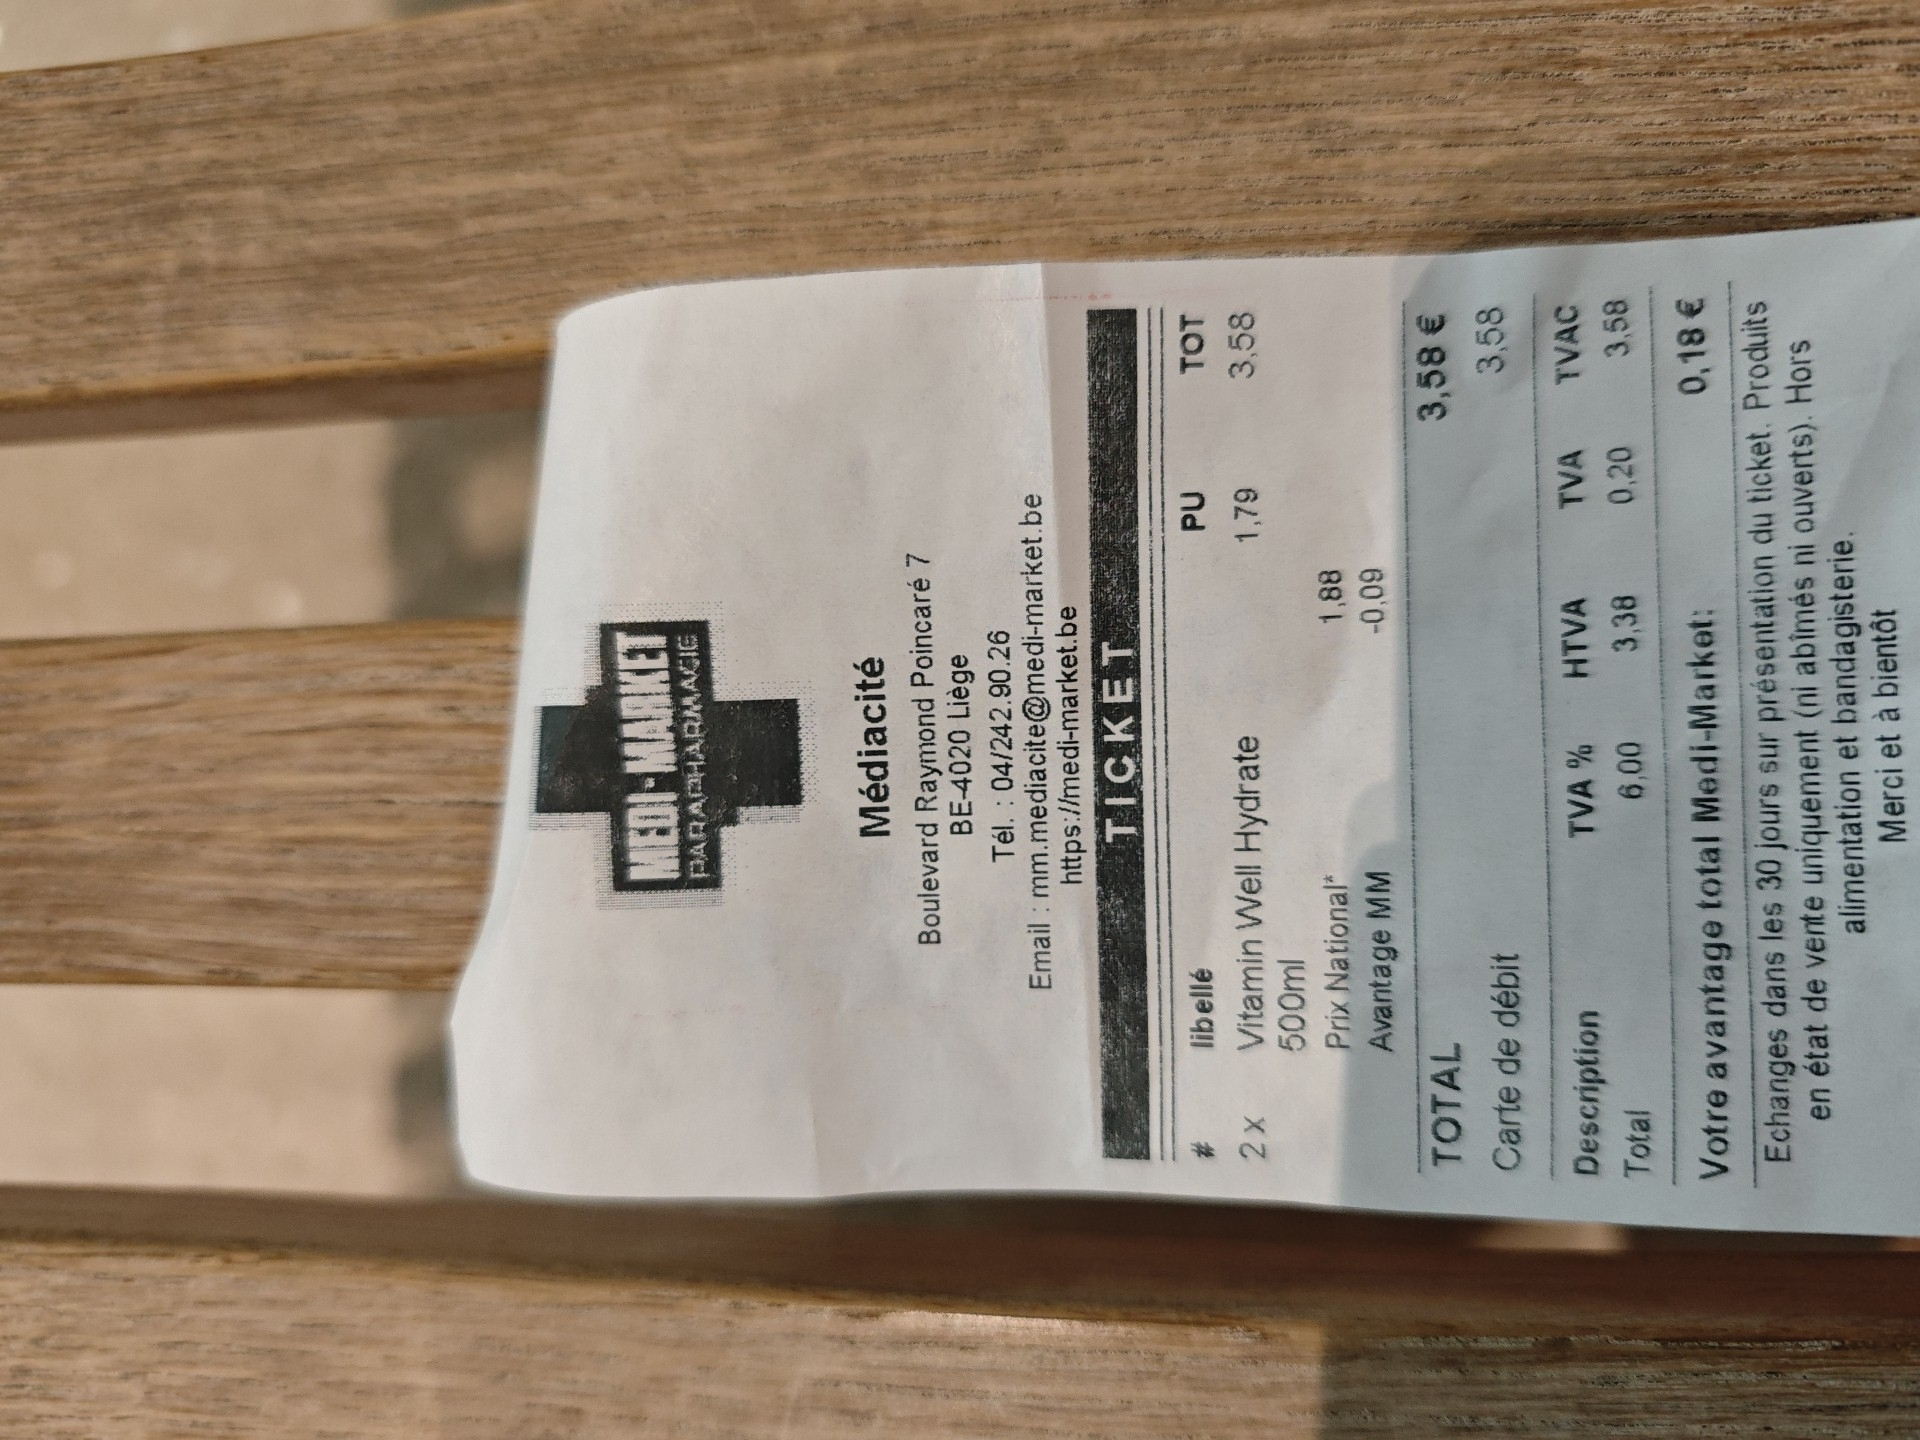 MEDI-MARKET
PARAPHARMACIE
Médiacité
Boulevard Raymond Poincaré 7
BE-4020 Liège
Tél. : 04/242.90.26
Email : mm.mediacite@medi-market.be
https://medi-market.be
TICKET
# libellé PU TOT
2 x Vitamin Well Hydrate 1,79 3,58
500ml
Prix National* 1,88
Avantage MM -0,09
TOTAL 3,58 €
Carte de débit 3,58
Description TVA % HTVA TVA TVAC
Total 6,00 3,38 0,20 3,58
Votre avantage total Medi-Market: 0,18 €
Echanges dans les 30 jours sur présentation du ticket. Produits
en état de vente uniquement (ni abîmés ni ouverts). Hors
alimentation et bandagisterie.
Merci et à bientôt